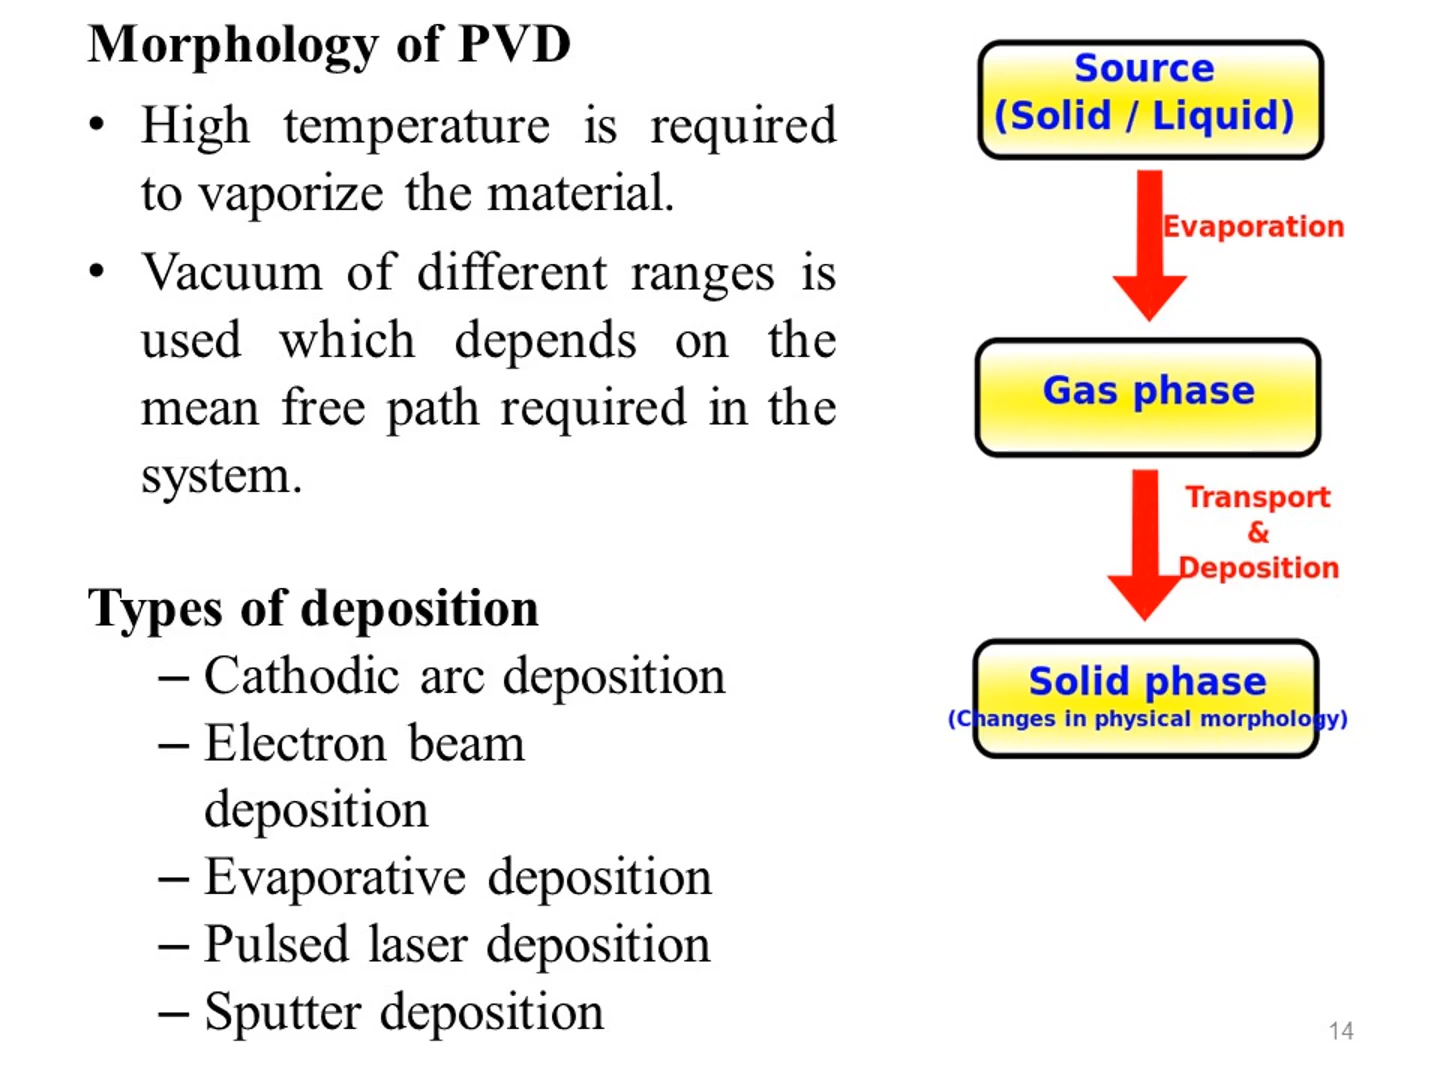 Morphology of PVD
• High temperature is required
to vaporize the material.
• Vacuum of different ranges is
used which depends on the
mean free path required in the
system.
Types of deposition
– Cathodic arc deposition
– Electron beam
deposition
– Evaporative deposition
– Pulsed laser deposition
– Sputter deposition
Source
(Solid / Liquid)
Evaporation
Gas phase
Transport
&
Deposition
Solid phase
(Changes in physical morphology)
14